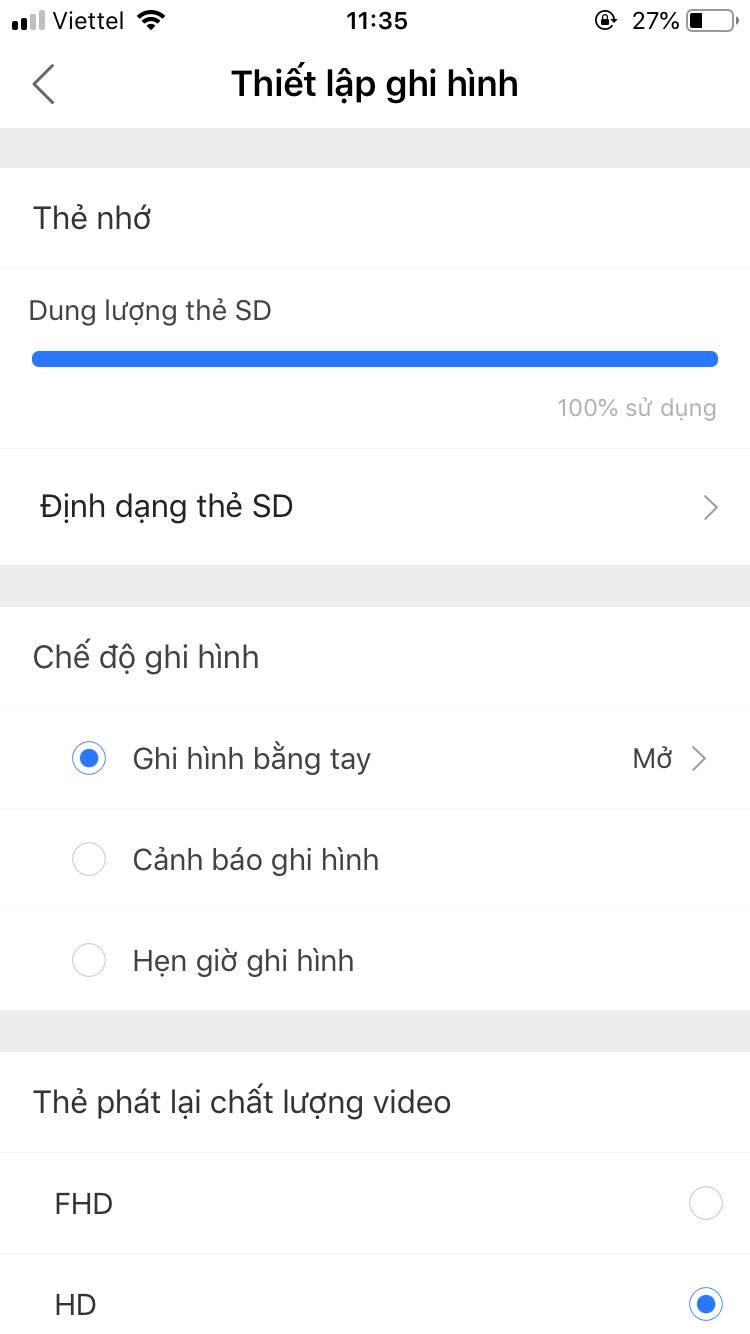 Viettel 11:35 27%
Thiết lập ghi hình
Thẻ nhớ
Dung lượng thẻ SD
100% sử dụng
Định dạng thẻ SD
Chế độ ghi hình
Ghi hình bằng tay Mở
Cảnh báo ghi hình
Hẹn giờ ghi hình
Thẻ phát lại chất lượng video
FHD
HD